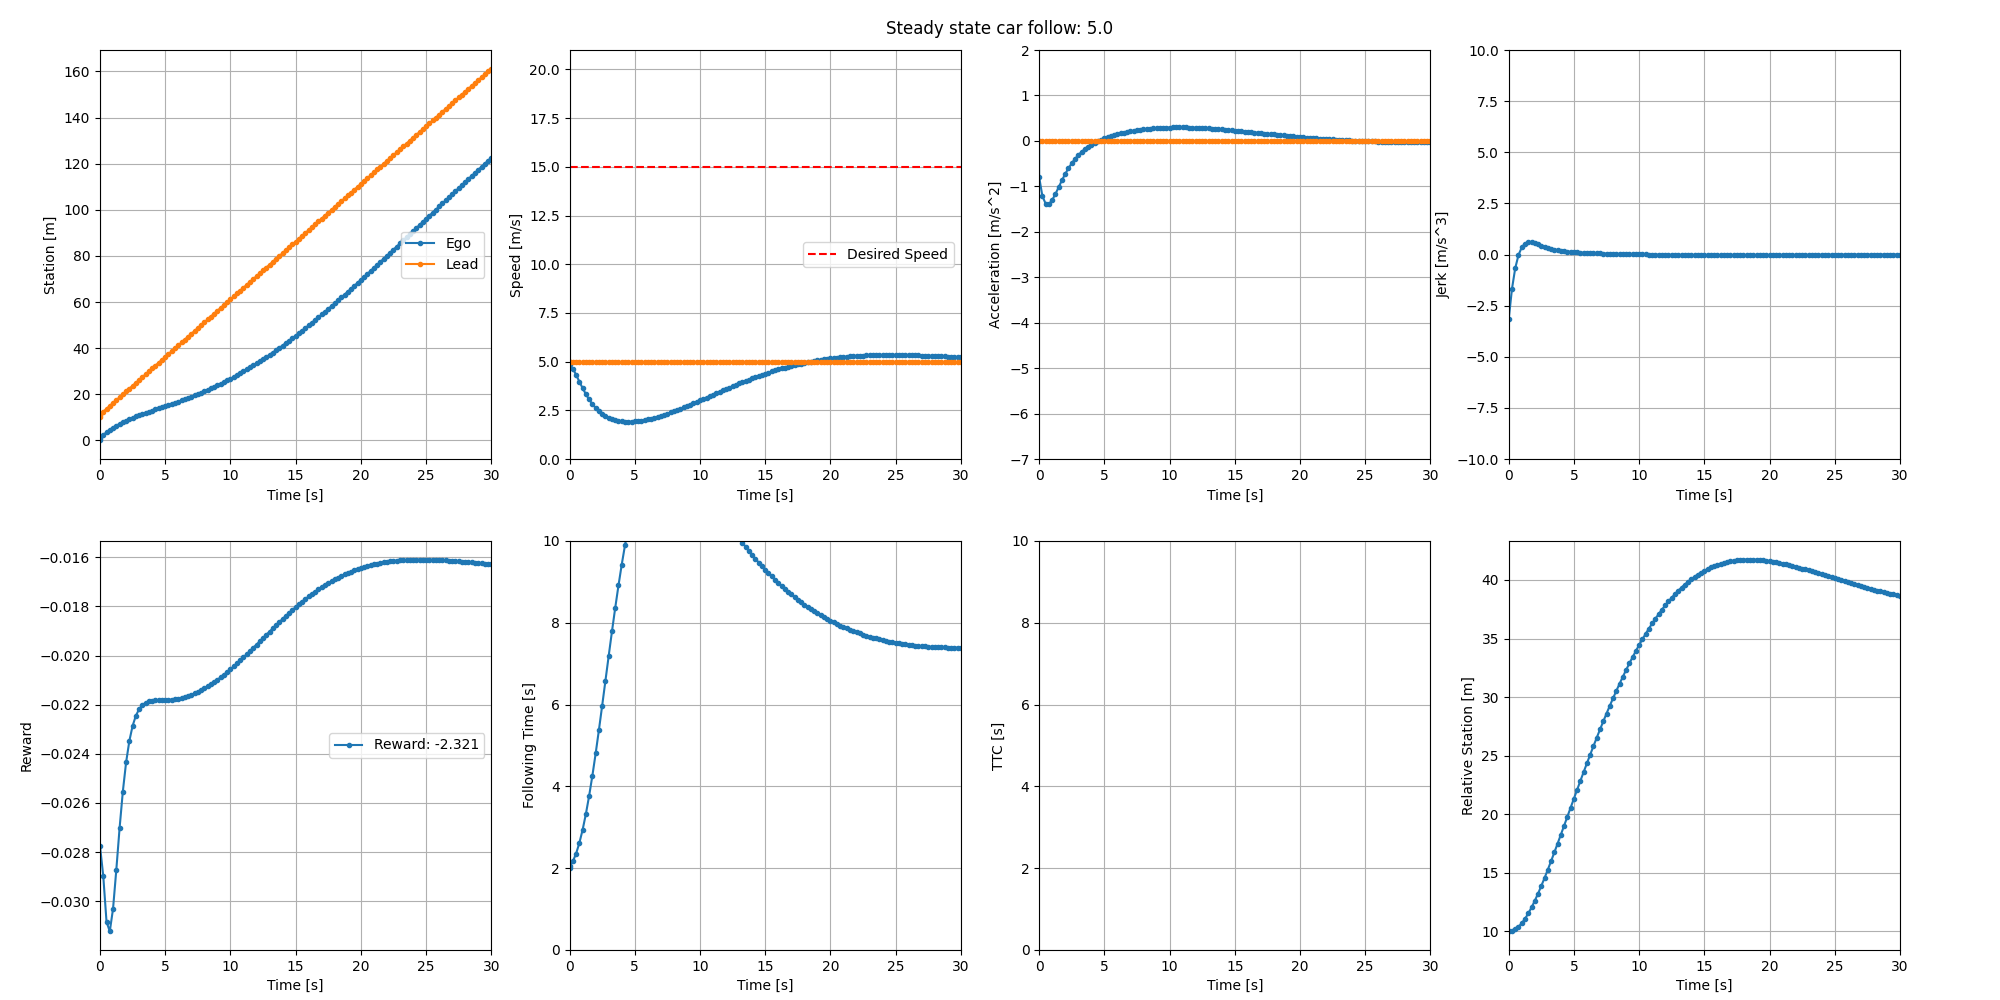 Steady state car follow: 5.0
Station [m]
160
140
120
100
80
60
40
20
0
Ego
Lead
0 5 10 15 20 25 30
Time [s]
Speed [m/s]
20.0
17.5
15.0
12.5
10.0
7.5
5.0
2.5
0.0
Desired Speed
0 5 10 15 20 25 30
Time [s]
Acceleration [m/s^2]
2
1
0
−1
−2
−3
−4
−5
−6
−7
0 5 10 15 20 25 30
Time [s]
Jerk [m/s^3]
10.0
7.5
5.0
2.5
0.0
−2.5
−5.0
−7.5
−10.0
0 5 10 15 20 25 30
Time [s]
Reward
−0.016
−0.018
−0.020
−0.022
−0.024
−0.026
−0.028
−0.030
Reward: -2.321
0 5 10 15 20 25 30
Time [s]
Following Time [s]
10
8
6
4
2
0
0 5 10 15 20 25 30
Time [s]
TTC [s]
10
8
6
4
2
0
0 5 10 15 20 25 30
Time [s]
Relative Station [m]
40
35
30
25
20
15
10
0 5 10 15 20 25 30
Time [s]